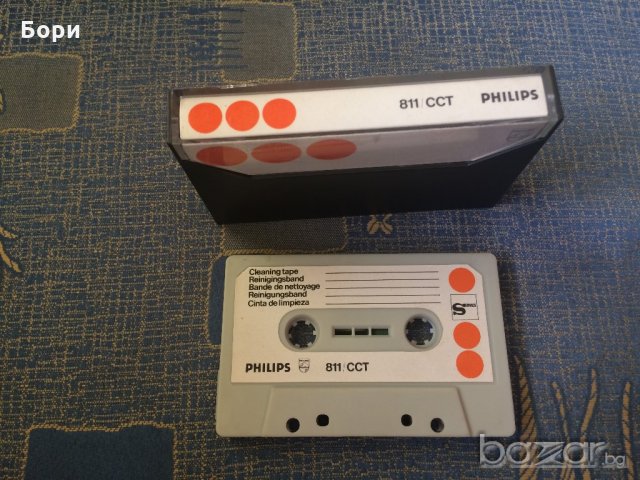 Бори
811/CCT PHILIPS
Cleaning tape
Reinigingsband
Bande de nettoyage
Reinigungsband
Cinta de limpieza
PHILIPS 811/CCT
bazar.bg